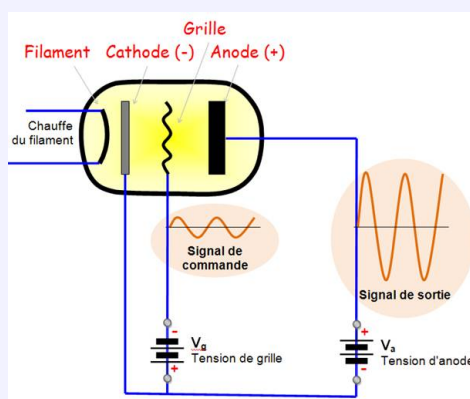 Grille
Filament Cathode (-) Anode (+)
Chauffe
du filament
Signal de
commande
Signal de sortie
-
Vg
+
Tension de grille
+
Va
-
Tension d'anode